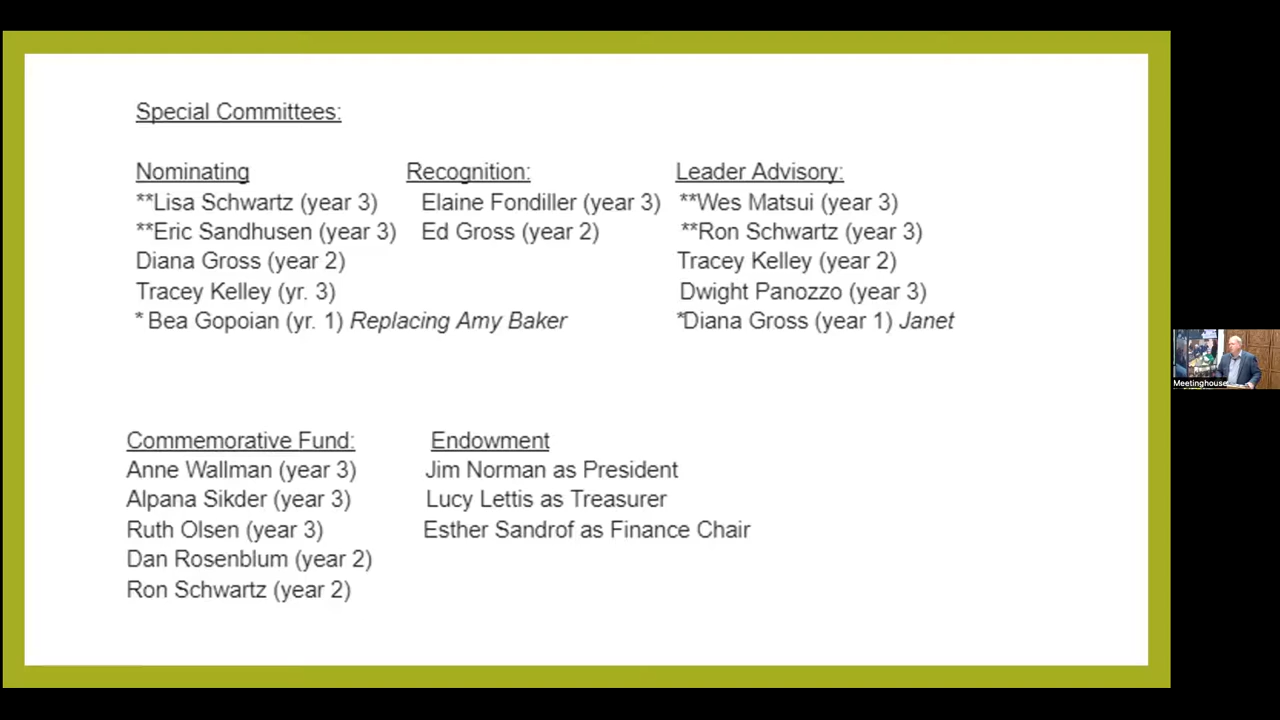 Special Committees:
Nominating
**Lisa Schwartz (year 3)
**Eric Sandhusen (year 3)
Diana Gross (year 2)
Tracey Kelley (yr. 3)
* Bea Gopoian (yr. 1) Replacing Amy Baker
Recognition:
Elaine Fondiller (year 3)
Ed Gross (year 2)
Leader Advisory:
**Wes Matsui (year 3)
**Ron Schwartz (year 3)
Tracey Kelley (year 2)
Dwight Panozzo (year 3)
*Diana Gross (year 1) Janet
Commemorative Fund:
Anne Wallman (year 3)
Alpana Sikder (year 3)
Ruth Olsen (year 3)
Dan Rosenblum (year 2)
Ron Schwartz (year 2)
Endowment
Jim Norman as President
Lucy Lettis as Treasurer
Esther Sandrof as Finance Chair
Meetinghouse